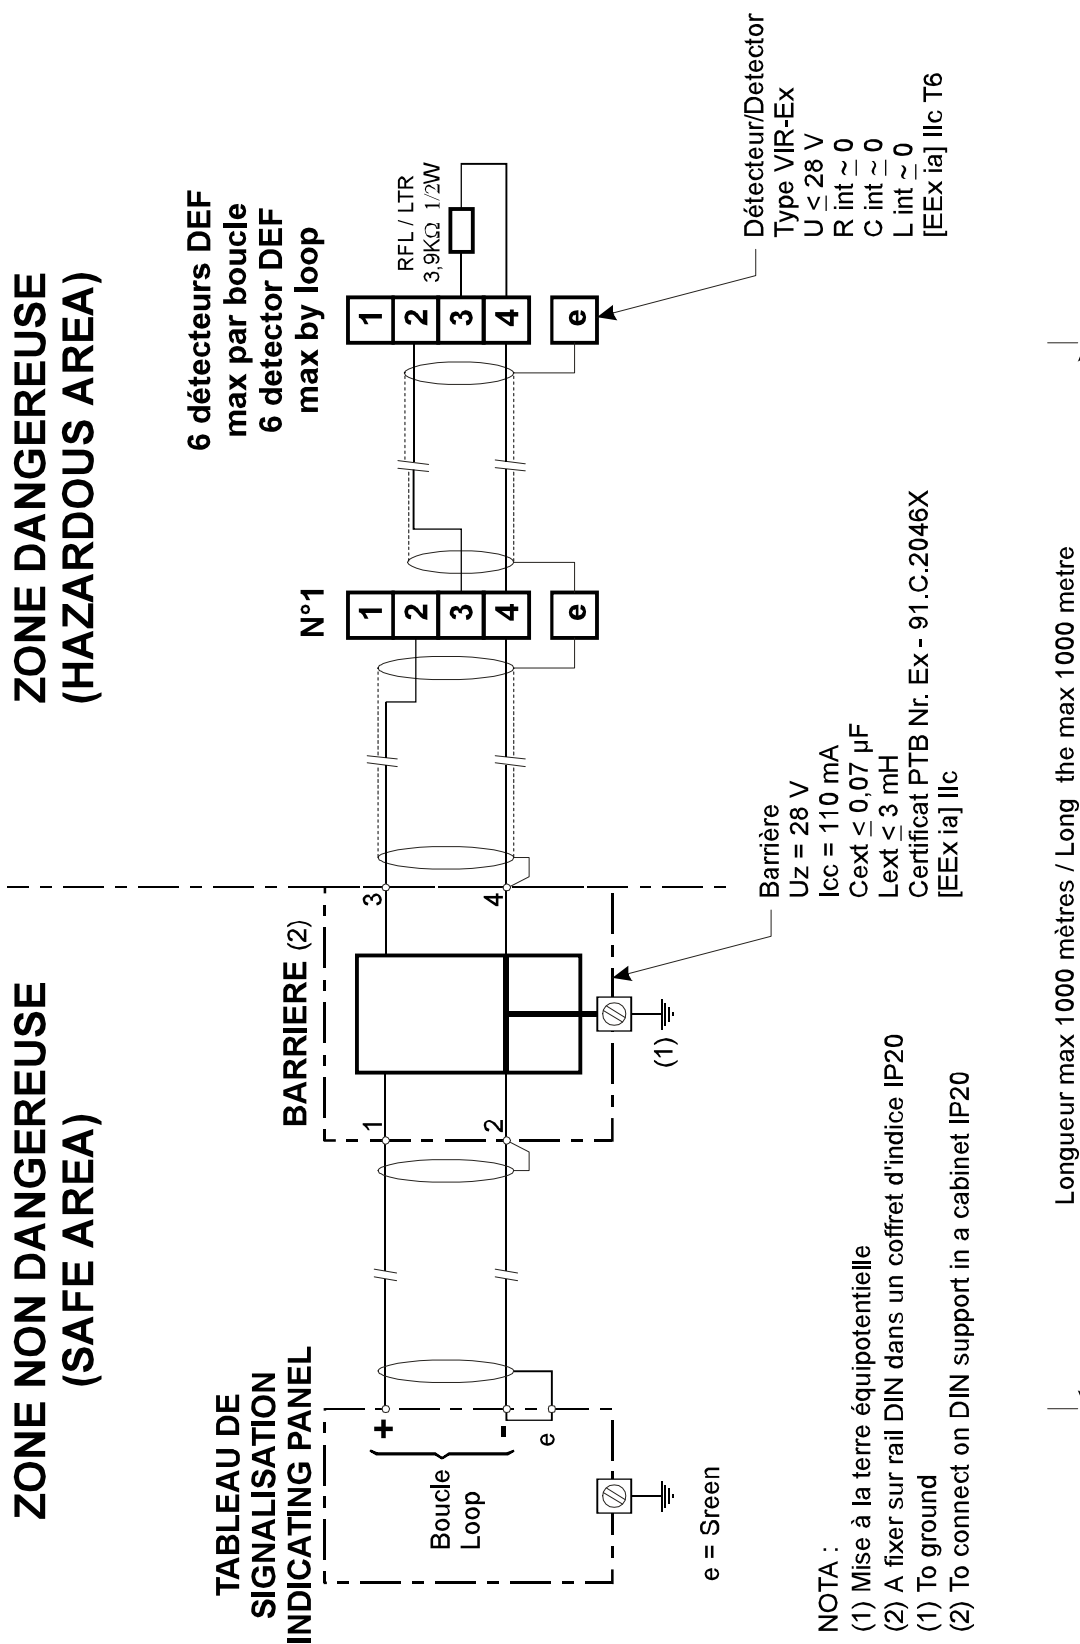 ZONE NON DANGEREUSE
(SAFE AREA)
ZONE DANGEREUSE
(HAZARDOUS AREA)
TABLEAU DE
SIGNALISATION
INDICATING PANEL
+
-
e
Boucle
Loop
e = Sreen
BARRIERE (2)
1
2
3
4
(1)
N°1
1
2
3
4
e
6 détecteurs DEF
max par boucle
6 detector DEF
max by loop
1
2
3
4
e
RFL / LTR
3,9KΩ 1/2W
Détecteur/Detector
Type VIR-Ex
U ≤ 28 V
R int ≃ 0
C int ≃ 0
L int ≃ 0
[EEx ia] IIc T6
Barrière
Uz = 28 V
Icc = 110 mA
Cext ≤ 0,07 µF
Lext ≤ 3 mH
Certificat PTB Nr. Ex - 91.C.2046X
[EEx ia] IIc
NOTA :
(1) Mise à la terre équipotentielle
(2) A fixer sur rail DIN dans un coffret d'indice IP20
(1) To ground
(2) To connect on DIN support in a cabinet IP20
Longueur max 1000 mètres / Long the max 1000 metre